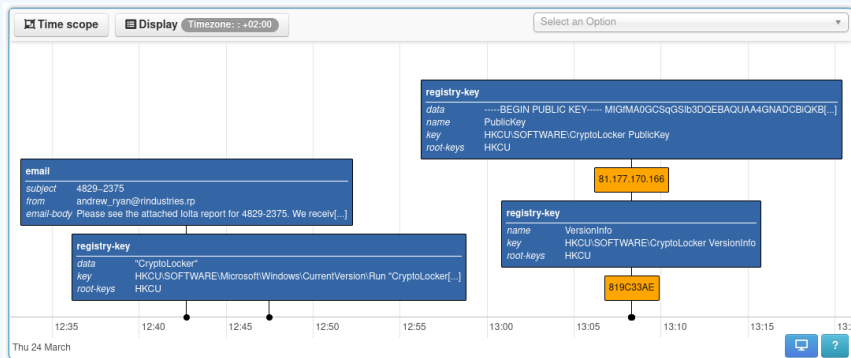 Time scope
Display Timezone: : +02:00
Select an Option
registry-key
data -----BEGIN PUBLIC KEY----- MIGfMA0GCSqGSIb3DQEBAQUAA4GNADCBiQKB[...]
name PublicKey
key HKCU\SOFTWARE\CryptoLocker PublicKey
root-keys HKCU
email
subject 4829–2375
from andrew_ryan@rindustries.rp
email-body Please see the attached Iolta report for 4829-2375. We receiv[...]
81.177.170.166
registry-key
name VersionInfo
key HKCU\SOFTWARE\CryptoLocker VersionInfo
root-keys HKCU
registry-key
data "CryptoLocker"
key HKCU\SOFTWARE\Microsoft\Windows\CurrentVersion\Run "CryptoLocker[...]
root-keys HKCU
819C33AE
12:35 12:40 12:45 12:50 12:55 13:00 13:05 13:10 13:15 13:
Thu 24 March
?